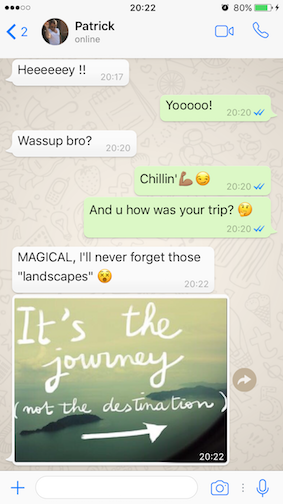 20:22
80%
2
Patrick
online
Heeeeeey !!
20:17
Yooooo!
20:20
Wassup bro?
20:20
Chillin'💪🏽😏
20:20
And u how was your trip? 🤔
20:20
MAGICAL, I'll never forget those
"landscapes" 😵
20:22
It's the
journey
(not the destination)
20:22